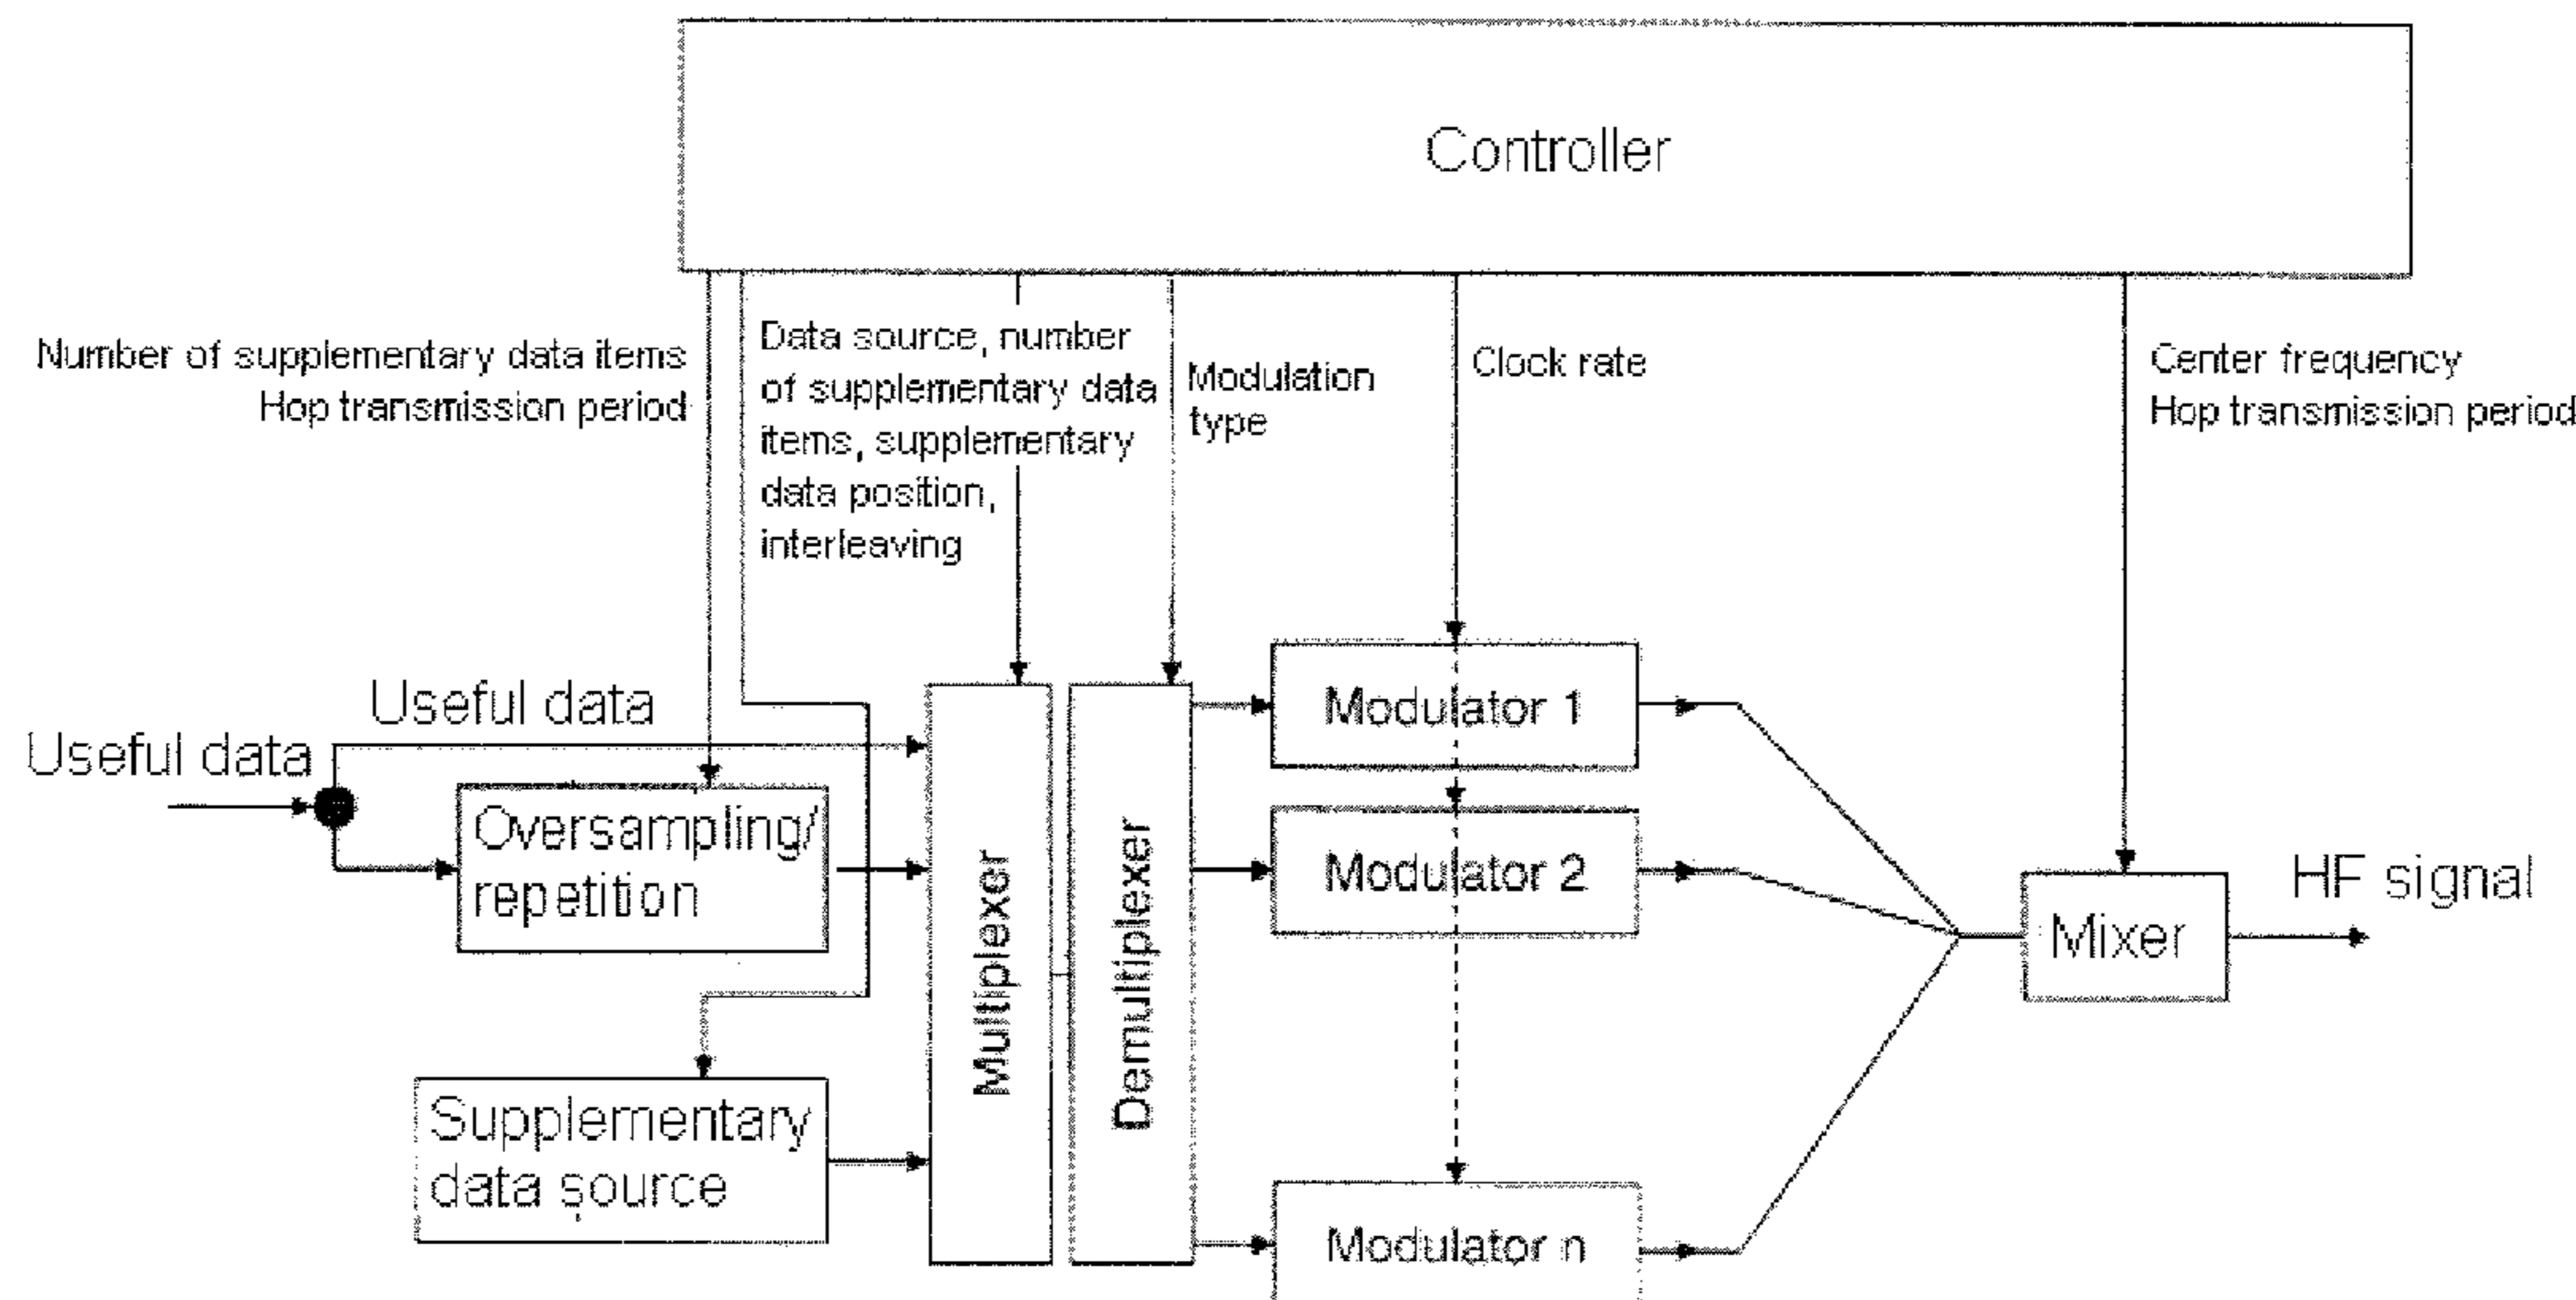 Controller
Number of supplementary data items
Hop transmission period
Data source, number
of supplementary data
items, supplementary
data position,
interleaving
Modulation
type
Clock rate
Center frequency
Hop transmission period
Useful data
Useful data
Oversampling/
repetition
Supplementary
data source
Multiplexer
Demultiplexer
Modulator 1
Modulator 2
Modulator n
Mixer
HF signal